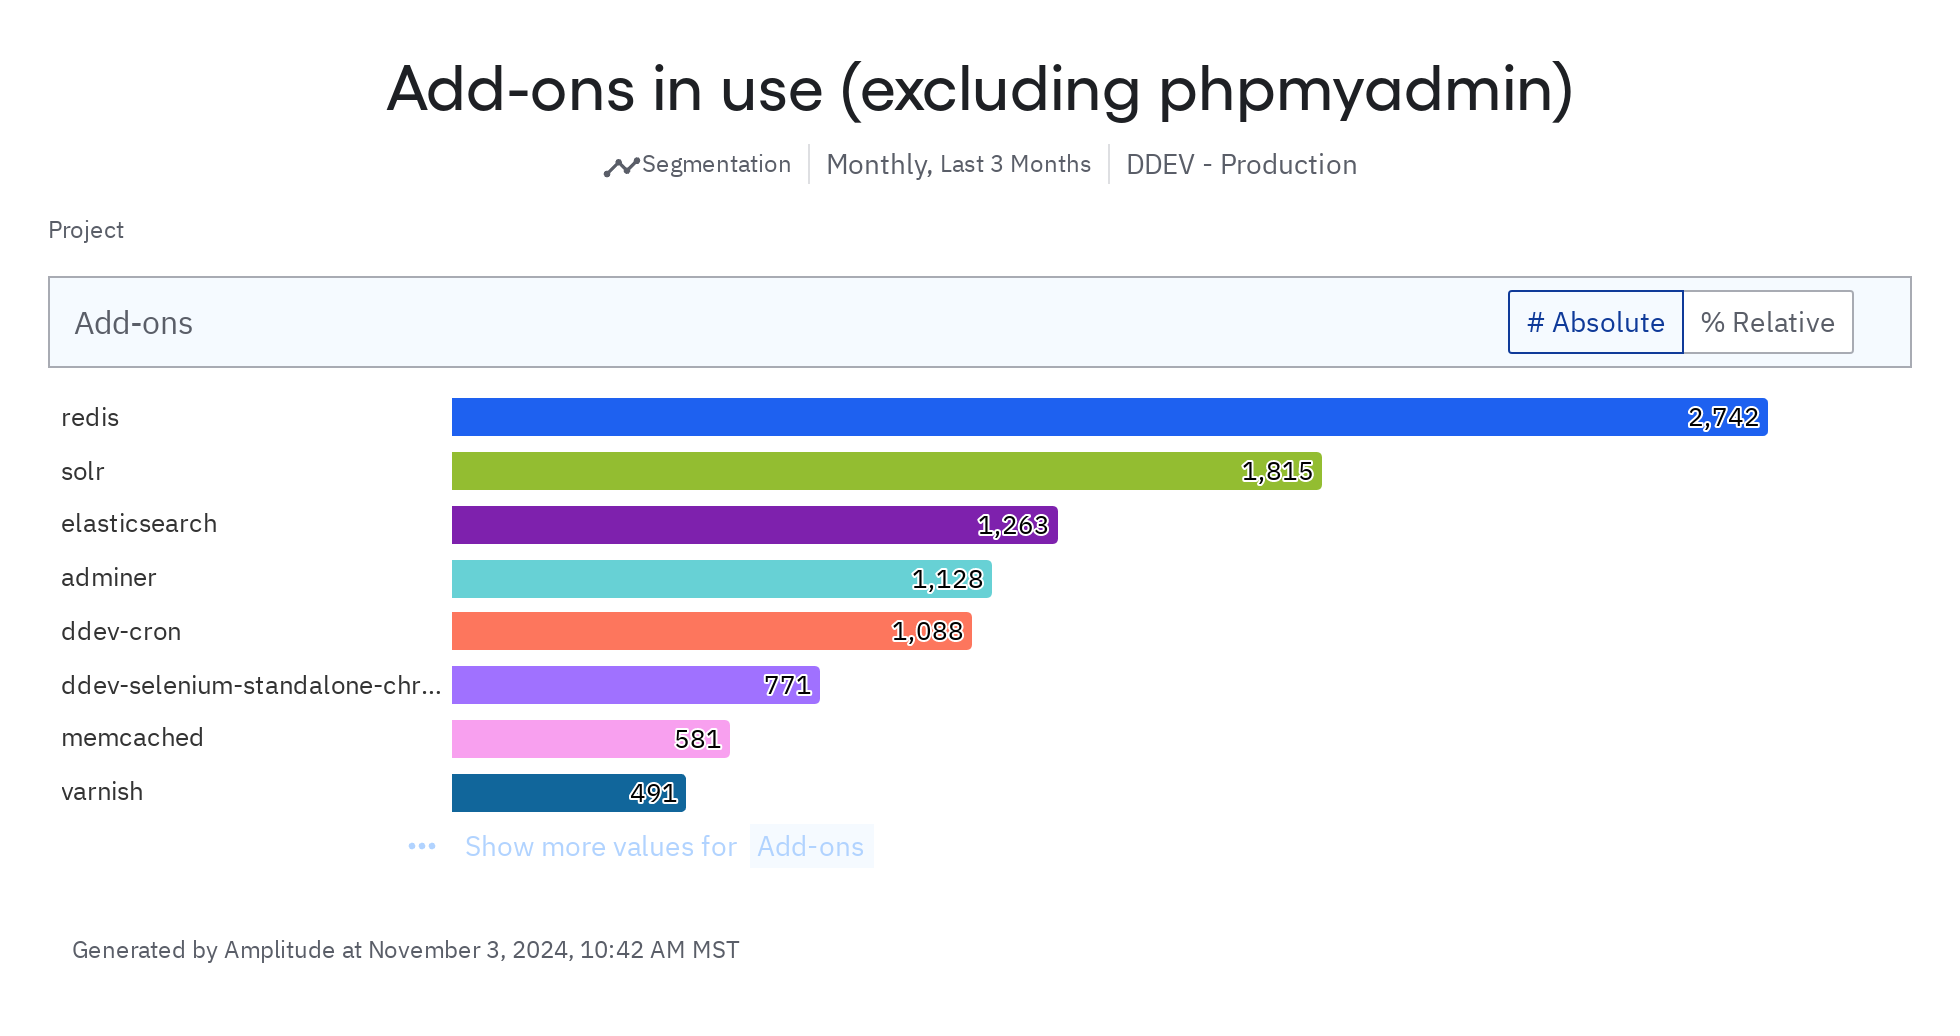 Add-ons in use (excluding phpmyadmin)
Segmentation Monthly, Last 3 Months DDEV - Production
Project
Add-ons # Absolute % Relative
redis 2,742
solr 1,815
elasticsearch 1,263
adminer 1,128
ddev-cron 1,088
ddev-selenium-standalone-chr... 771
memcached 581
varnish 491
••• Show more values for Add-ons
Generated by Amplitude at November 3, 2024, 10:42 AM MST